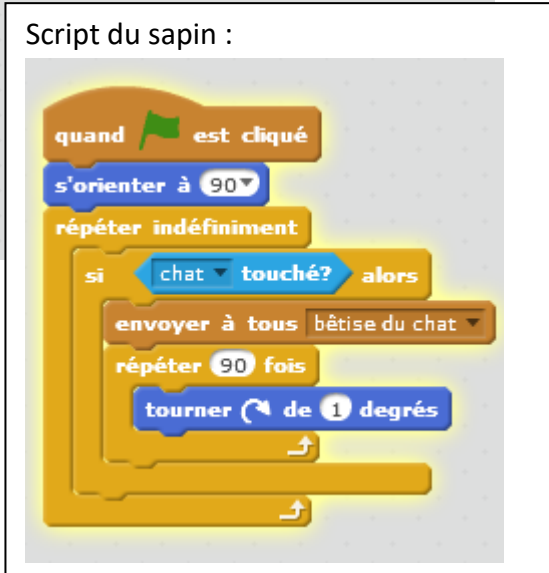 Script du sapin :
quand est cliqué
s'orienter à 90
répéter indéfiniment
si chat touché? alors
envoyer à tous bêtise du chat
répéter 90 fois
tourner de 1 degrés